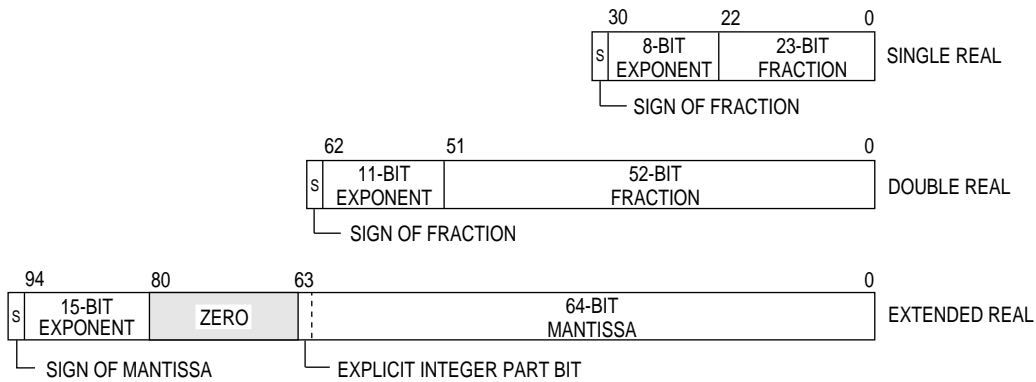 30 22 0
S 8-BIT EXPONENT 23-BIT FRACTION SINGLE REAL
SIGN OF FRACTION
62 51 0
S 11-BIT EXPONENT 52-BIT FRACTION DOUBLE REAL
SIGN OF FRACTION
94 80 63 0
S 15-BIT EXPONENT ZERO 64-BIT MANTISSA EXTENDED REAL
SIGN OF MANTISSA EXPLICIT INTEGER PART BIT